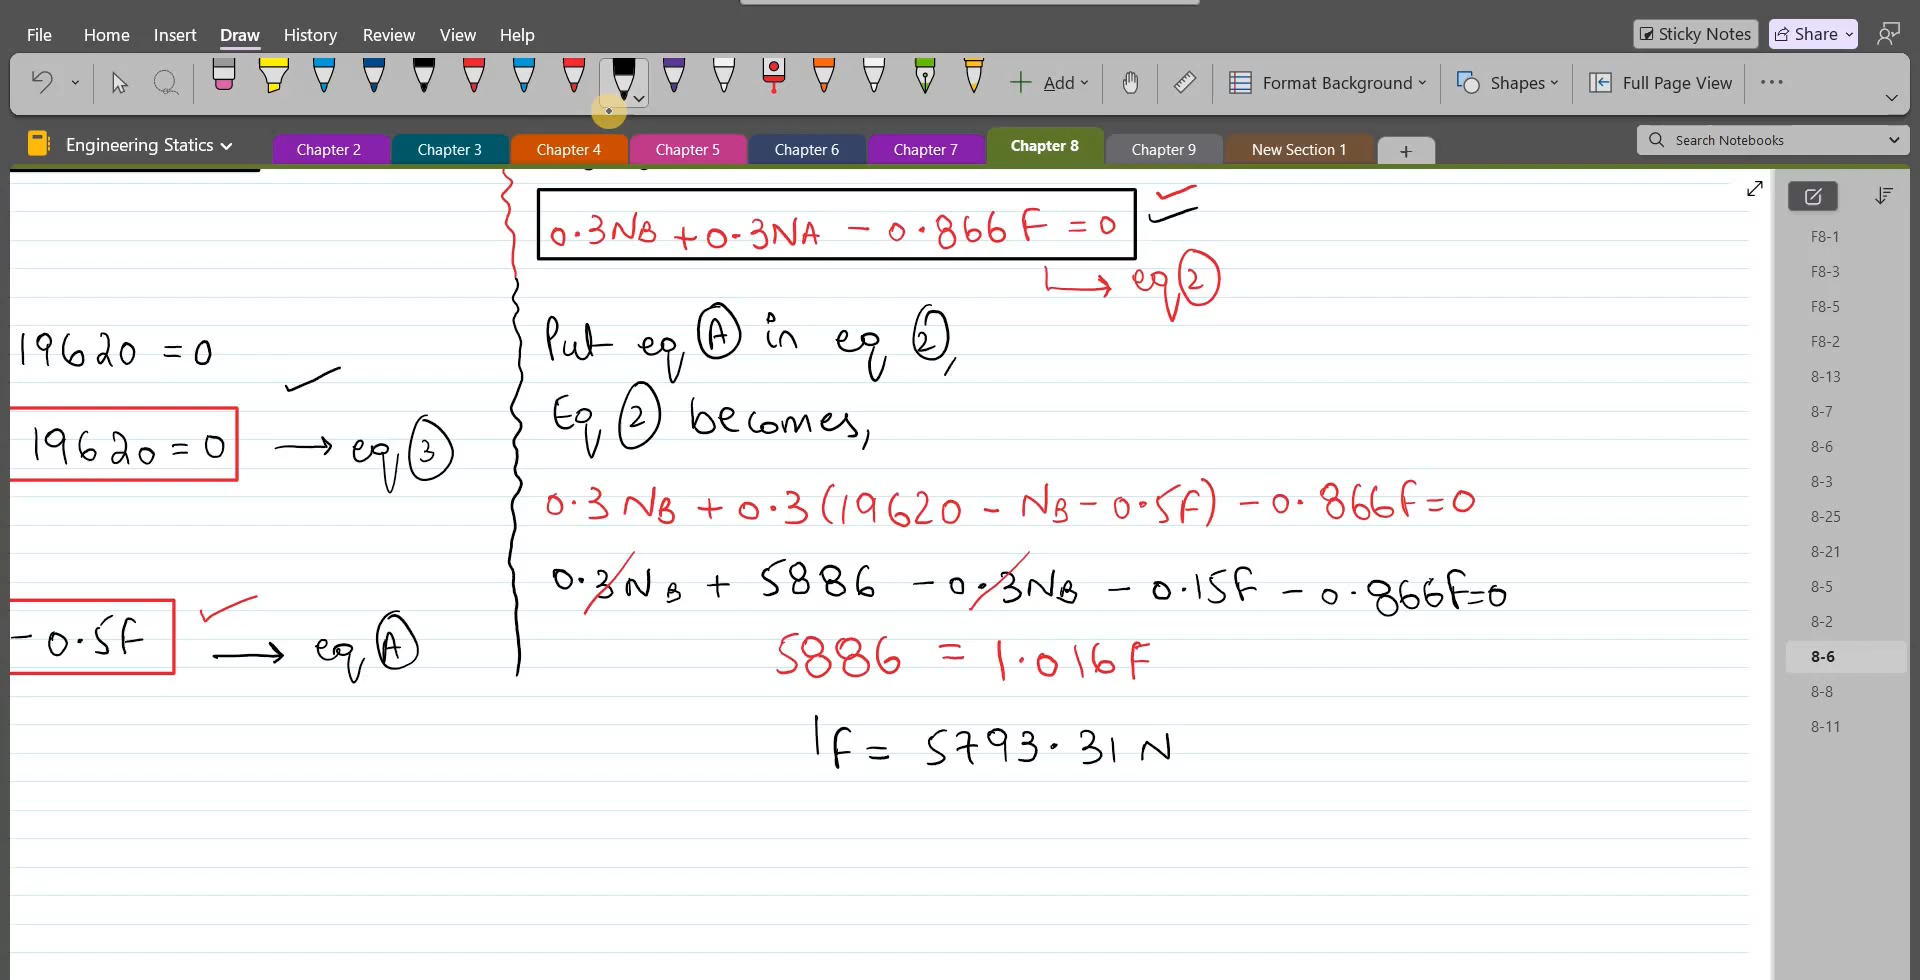 File Home Insert Draw History Review View Help Sticky Notes Share
Add Format Background Shapes Full Page View
Engineering Statics Chapter 2 Chapter 3 Chapter 4 Chapter 5 Chapter 6 Chapter 7 Chapter 8 Chapter 9 New Section 1 + Search Notebooks
19620 = 0
19620 = 0 → eq 3
- 0.5F → eq A
0.3NB + 0.3NA - 0.866F = 0
→ eq 2
Put eq A in eq 2,
Eq 2 becomes,
0.3 NB + 0.3(19620 - NB - 0.5F) - 0.866F = 0
0.3NB + 5886 - 0.3NB - 0.15F - 0.866F=0
5886 = 1.016F
F = 5793.31 N
F8-1
F8-3
F8-5
F8-2
8-13
8-7
8-6
8-3
8-25
8-21
8-5
8-2
8-6
8-8
8-11